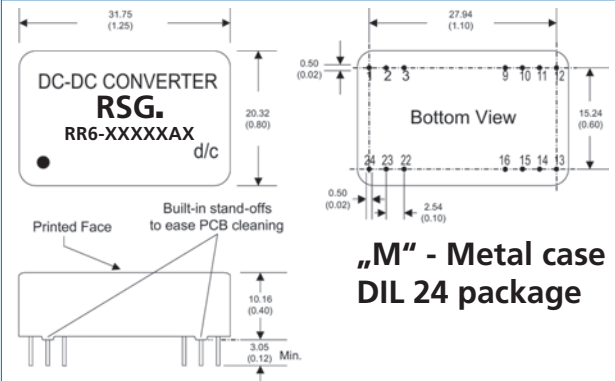 31.75
(1.25)
DC-DC CONVERTER
RSG.
RR6-XXXXXAX
d/c
20.32
(0.80)
27.94
(1.10)
0.50
(0.02)
1 2 3 9 10 11 12
Bottom View
15.24
(0.60)
24 23 22 16 15 14 13
0.50
(0.02)
2.54
(0.10)
Printed Face
Built-in stand-offs
to ease PCB cleaning
10.16
(0.40)
3.05
(0.12) Min.
„M“ - Metal case
DIL 24 package